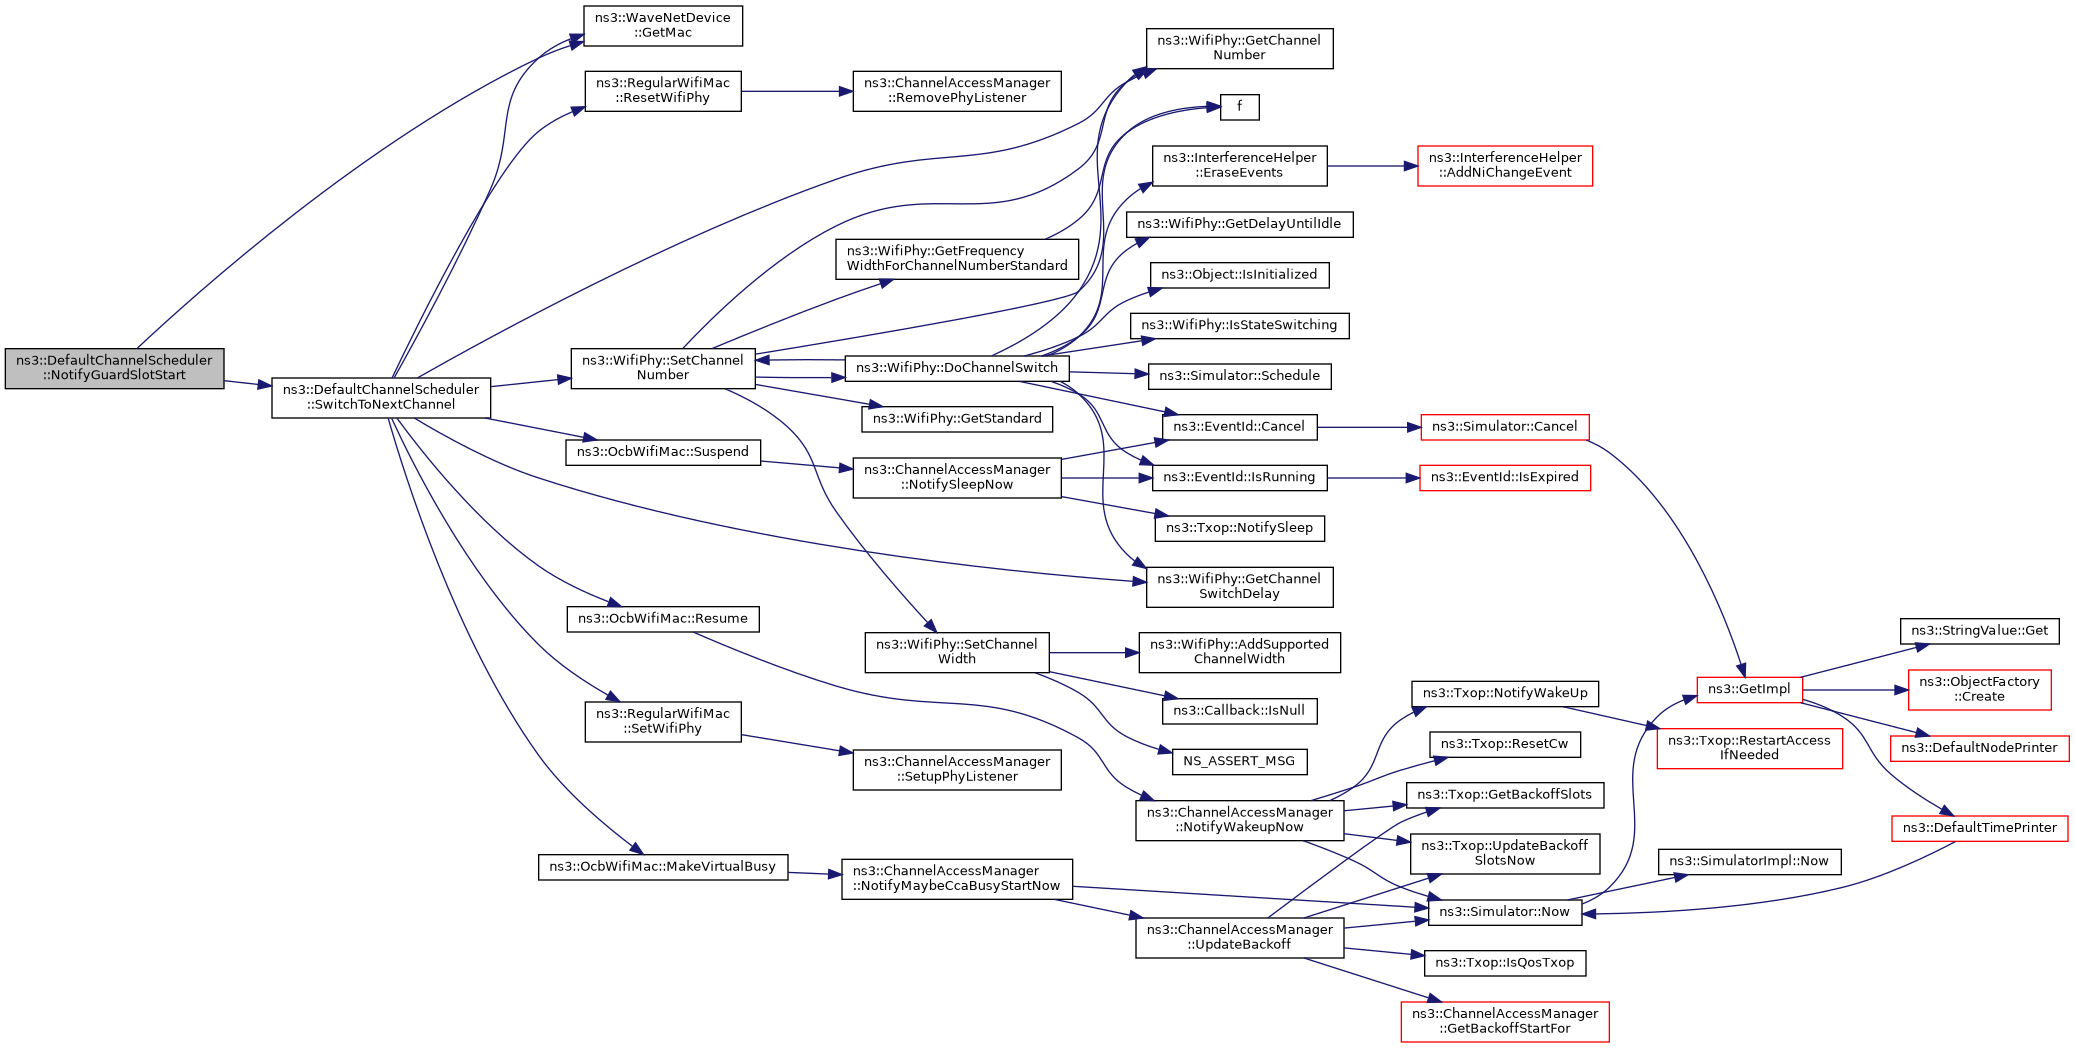 ns3::DefaultChannelScheduler
::NotifyGuardSlotStart
ns3::DefaultChannelScheduler
::SwitchToNextChannel
ns3::WaveNetDevice
::GetMac
ns3::RegularWifiMac
::ResetWifiPhy
ns3::WifiPhy::SetChannel
Number
ns3::OcbWifiMac::Suspend
ns3::OcbWifiMac::Resume
ns3::RegularWifiMac
::SetWifiPhy
ns3::OcbWifiMac::MakeVirtualBusy
ns3::ChannelAccessManager
::RemovePhyListener
ns3::WifiPhy::GetFrequency
WidthForChannelNumberStandard
ns3::WifiPhy::DoChannelSwitch
ns3::WifiPhy::GetStandard
ns3::ChannelAccessManager
::NotifySleepNow
ns3::WifiPhy::SetChannel
Width
ns3::ChannelAccessManager
::SetupPhyListener
ns3::ChannelAccessManager
::NotifyMaybeCcaBusyStartNow
ns3::WifiPhy::GetChannel
Number
f
ns3::InterferenceHelper
::EraseEvents
ns3::WifiPhy::GetDelayUntilIdle
ns3::Object::IsInitialized
ns3::WifiPhy::IsStateSwitching
ns3::Simulator::Schedule
ns3::EventId::Cancel
ns3::EventId::IsRunning
ns3::Txop::NotifySleep
ns3::WifiPhy::GetChannel
SwitchDelay
ns3::WifiPhy::AddSupported
ChannelWidth
ns3::Callback::IsNull
NS_ASSERT_MSG
ns3::ChannelAccessManager
::NotifyWakeupNow
ns3::ChannelAccessManager
::UpdateBackoff
ns3::InterferenceHelper
::AddNiChangeEvent
ns3::Simulator::Cancel
ns3::EventId::IsExpired
ns3::Txop::NotifyWakeUp
ns3::Txop::ResetCw
ns3::Txop::GetBackoffSlots
ns3::Txop::UpdateBackoff
SlotsNow
ns3::Simulator::Now
ns3::Txop::IsQosTxop
ns3::ChannelAccessManager
::GetBackoffStartFor
ns3::GetImpl
ns3::Txop::RestartAccess
IfNeeded
ns3::SimulatorImpl::Now
ns3::StringValue::Get
ns3::ObjectFactory
::Create
ns3::DefaultNodePrinter
ns3::DefaultTimePrinter